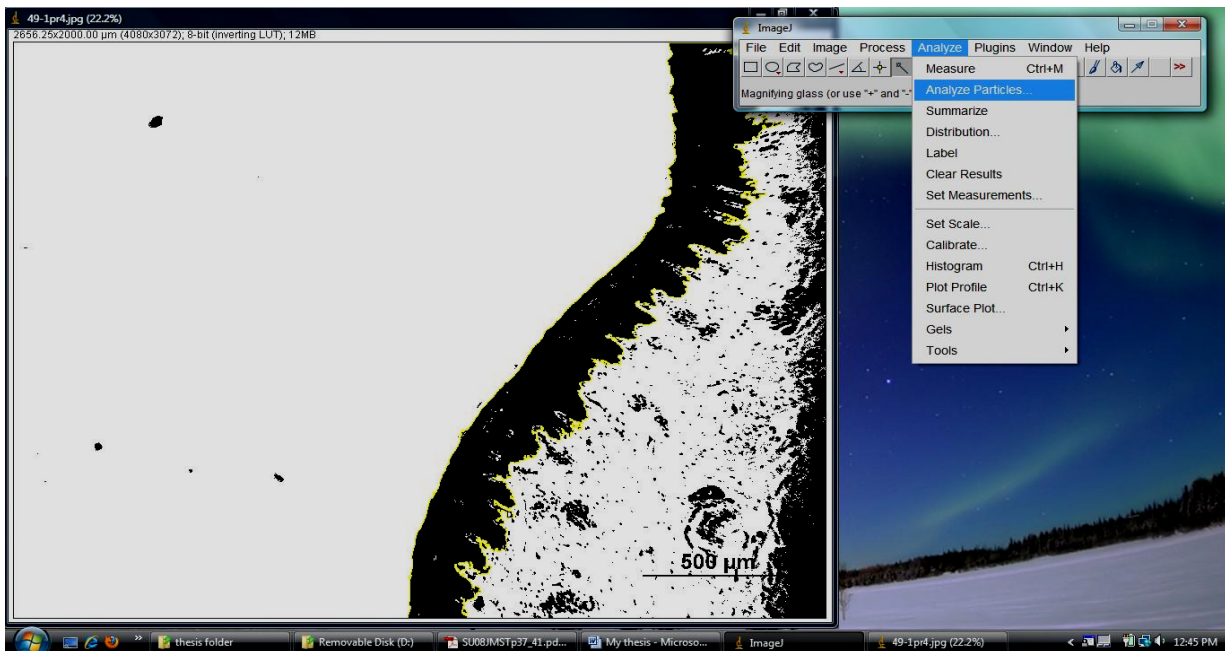 49-1pr4.jpg (22.2%)
2656.25x2000.00 µm (4080x3072); 8-bit (inverting LUT); 12MB
500 µm
ImageJ
File Edit Image Process Analyze Plugins Window Help
>>
Magnifying glass (or use "+" and "-"
Measure Ctrl+M
Analyze Particles...
Summarize
Distribution...
Label
Clear Results
Set Measurements...
Set Scale...
Calibrate...
Histogram Ctrl+H
Plot Profile Ctrl+K
Surface Plot...
Gels
Tools
thesis folder Removable Disk (D:) SU08JMSTp37_41.pd... My thesis - Microso... ImageJ 49-1pr4.jpg (22.2%) 12:45 PM